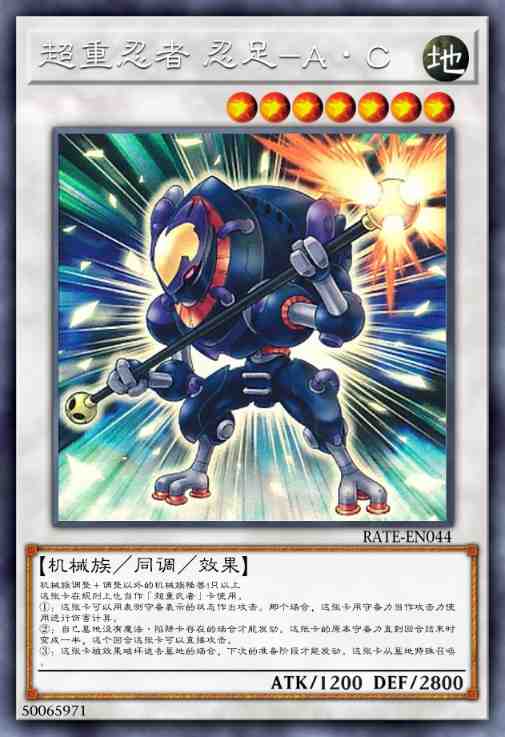 超重忍者 忍足-A・C
地
RATE-EN044
【机械族／同调／效果】
机械族调整＋调整以外的机械族怪兽1只以上
这张卡在规则上也当作「超重武者」卡使用。
①：这张卡可以用表侧守备表示的状态作出攻击。那个场合，这张卡用守备力当作攻击力使
用进行伤害计算。
②：自己墓地没有魔法·陷阱卡存在的场合才能发动。这张卡的原本守备力直到回合结束时
变成一半，这个回合这张卡可以直接攻击。
③：这张卡被效果破坏送去墓地的场合，下次的准备阶段才能发动。这张卡从墓地特殊召唤
。
ATK/1200 DEF/2800
50065971